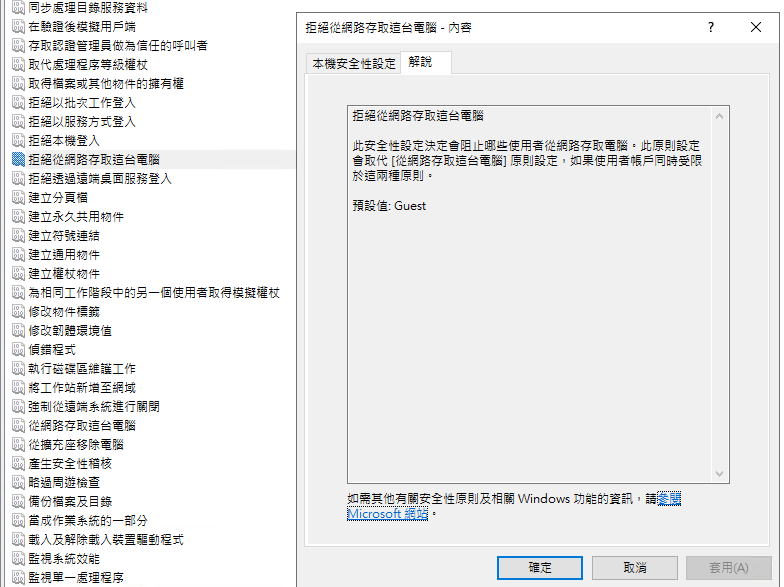 同步處理目錄服務資料
在驗證後模擬用戶端
存取認證管理員做為信任的呼叫者
取代處理程序等級權杖
取得檔案或其他物件的擁有權
拒絕以批次工作登入
拒絕以服務方式登入
拒絕本機登入
拒絕從網路存取這台電腦
拒絕透過遠端桌面服務登入
建立分頁檔
建立永久共用物件
建立符號連結
建立通用物件
建立權杖物件
為相同工作階段中的另一個使用者取得模擬權杖
修改物件標籤
修改韌體環境值
偵錯程式
執行磁碟區維護工作
將工作站新增至網域
強制從遠端系統進行關閉
從網路存取這台電腦
從擴充座移除電腦
產生安全性稽核
略過周遊檢查
備份檔案及目錄
當成作業系統的一部分
載入及解除載入裝置驅動程式
監視系統效能
監視單一處理程序
拒絕從網路存取這台電腦 - 內容
?
本機安全性設定 解說
拒絕從網路存取這台電腦
此安全性設定決定會阻止哪些使用者從網路存取電腦。此原則設定
會取代 [從網路存取這台電腦] 原則設定，如果使用者帳戶同時受限
於這兩種原則。
預設值: Guest
如需其他有關安全性原則及相關 Windows 功能的資訊，請參閱
Microsoft 網站。
確定 取消 套用(A)